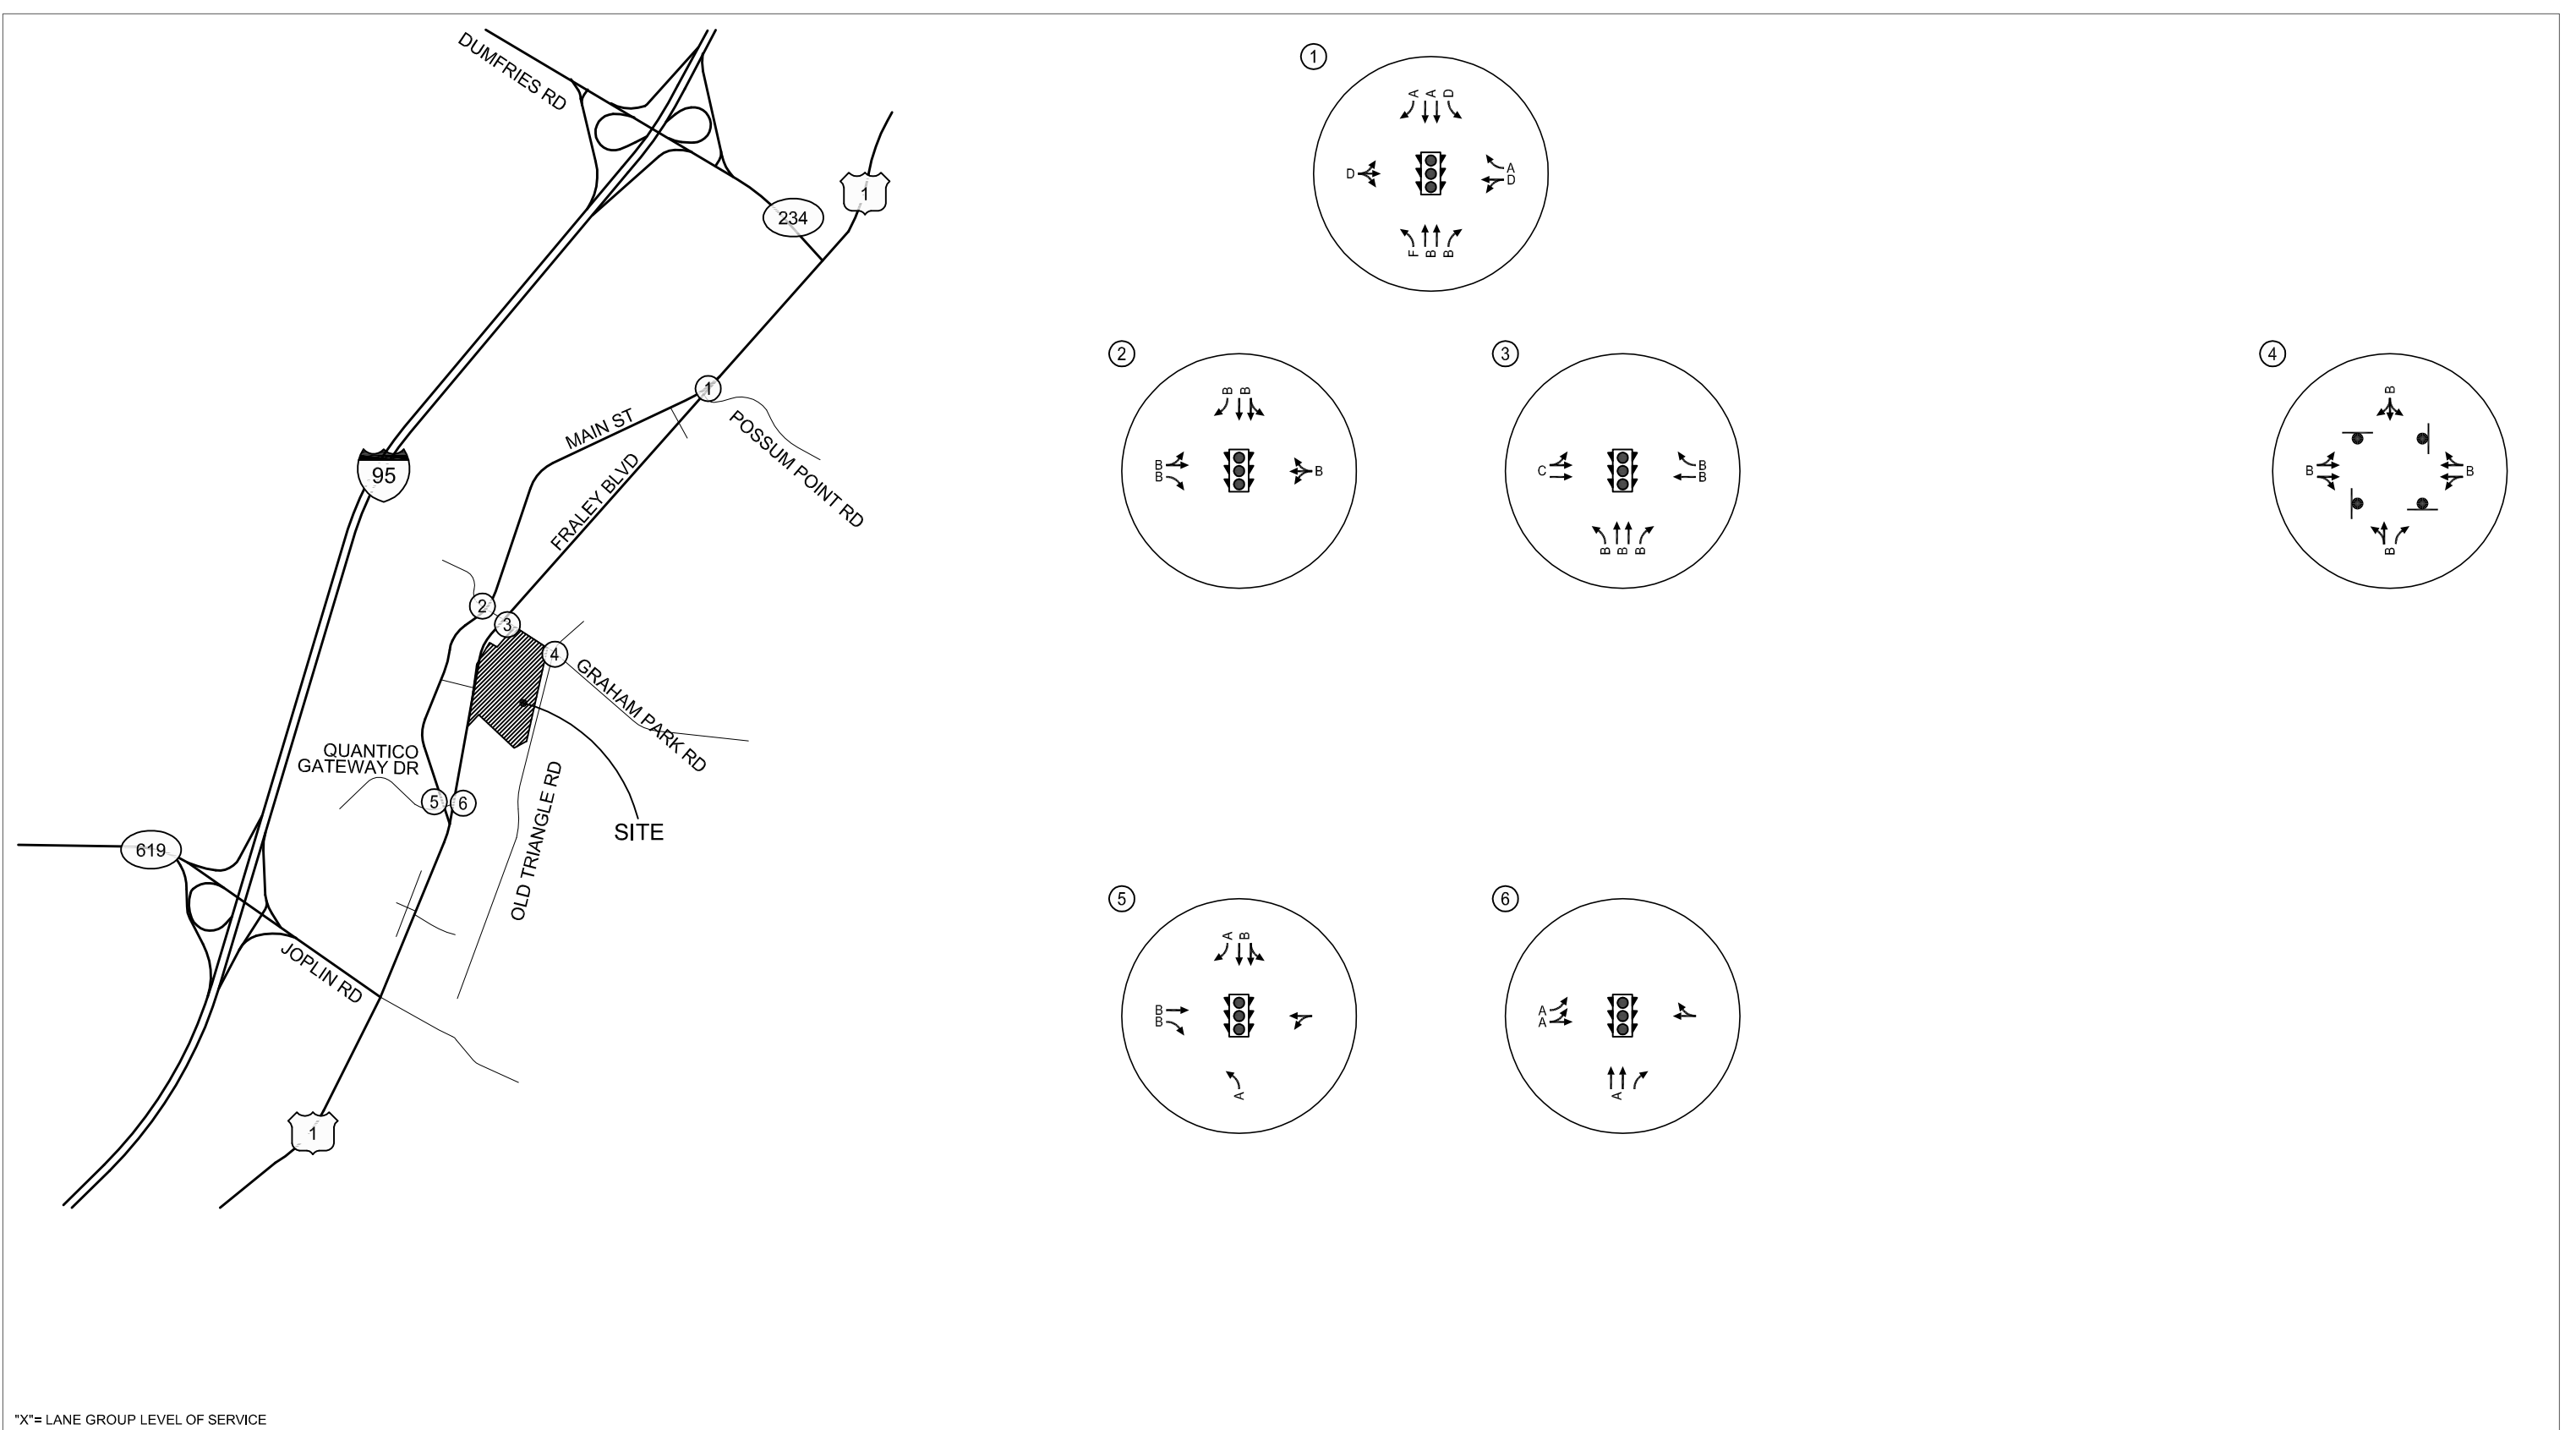 DUMFRIES RD
1
234
95
MAIN ST
1
POSSUM POINT RD
FRALEY BLVD
2
3
4
GRAHAM PARK RD
QUANTICO
GATEWAY DR
5
6
OLD TRIANGLE RD
SITE
619
JOPLIN RD
1
1
A A D
D
A
D
F B B
2
B B
B
B
B
3
C
B
B
B B B
4
B
B
B
B
5
A B
B
B
A
6
A
A
A
"X"= LANE GROUP LEVEL OF SERVICE